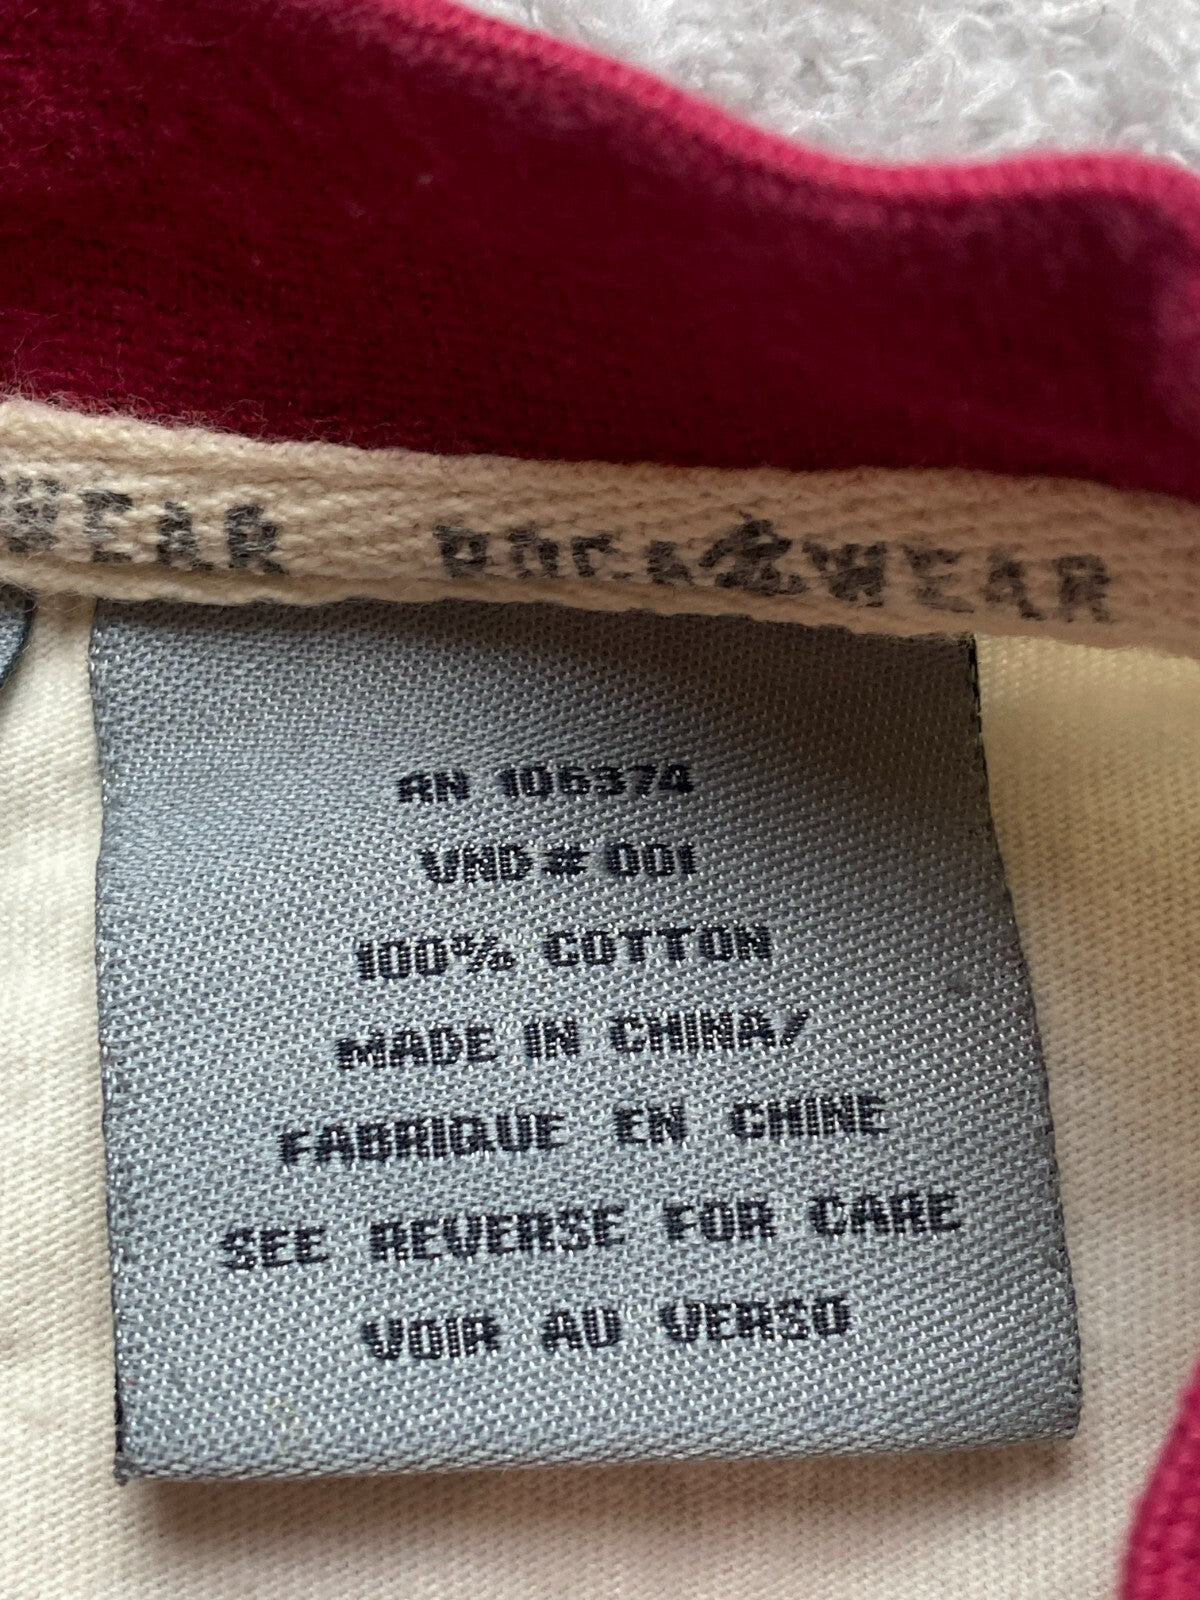 WEAR ROCAWEAR
RN 106374
VND # 001
100% COTTON
MADE IN CHINA/
FABRIQUE EN CHINE
SEE REVERSE FOR CARE
VOIR AU VERSO